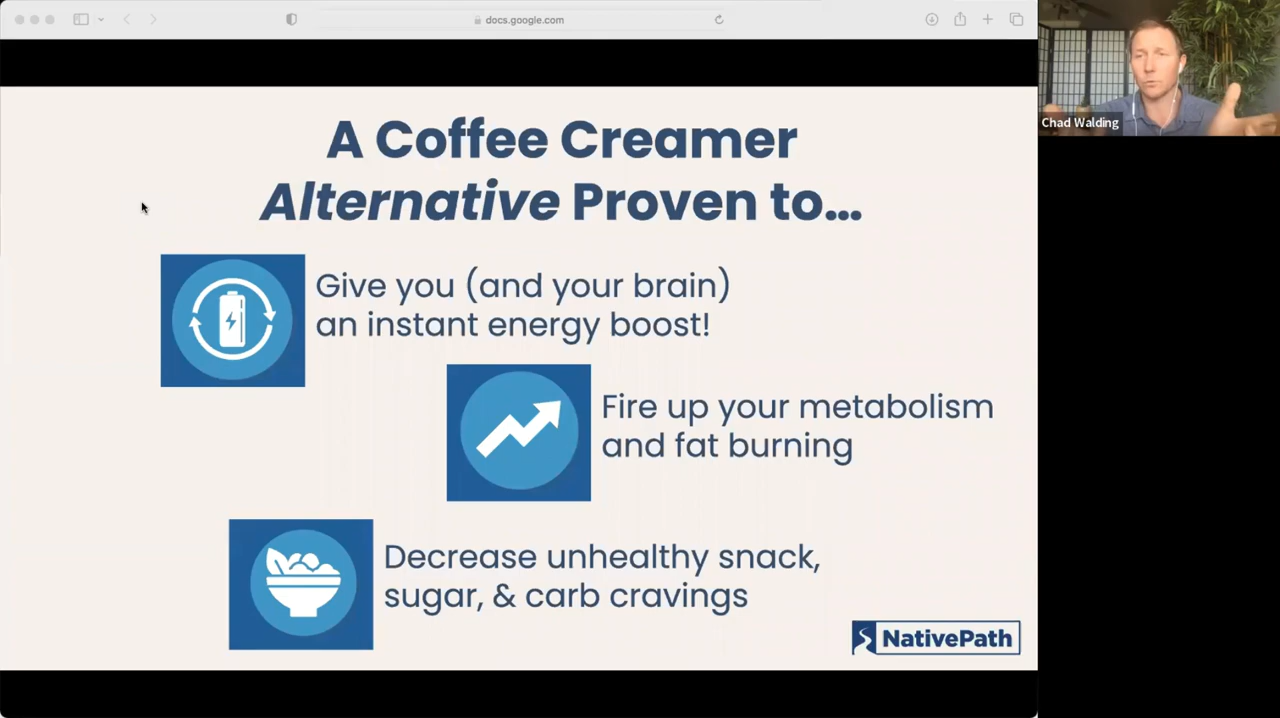 docs.google.com
Chad Walding
A Coffee Creamer
Alternative Proven to...
Give you (and your brain)
an instant energy boost!
Fire up your metabolism
and fat burning
Decrease unhealthy snack,
sugar, & carb cravings
NativePath